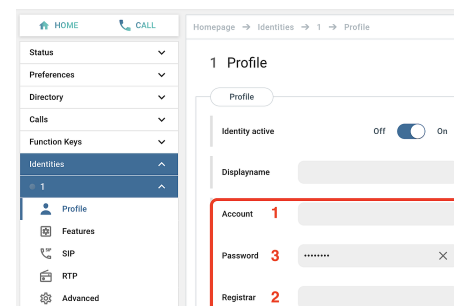 HOME CALL
Homepage → Identities → 1 → Profile
Status
Preferences
Directory
Calls
Function Keys
Identities
1
Profile
Features
SIP
RTP
Advanced
1 Profile
Profile
Identity active Off On
Displayname
Account 1
Password 3 ········ ×
Registrar 2